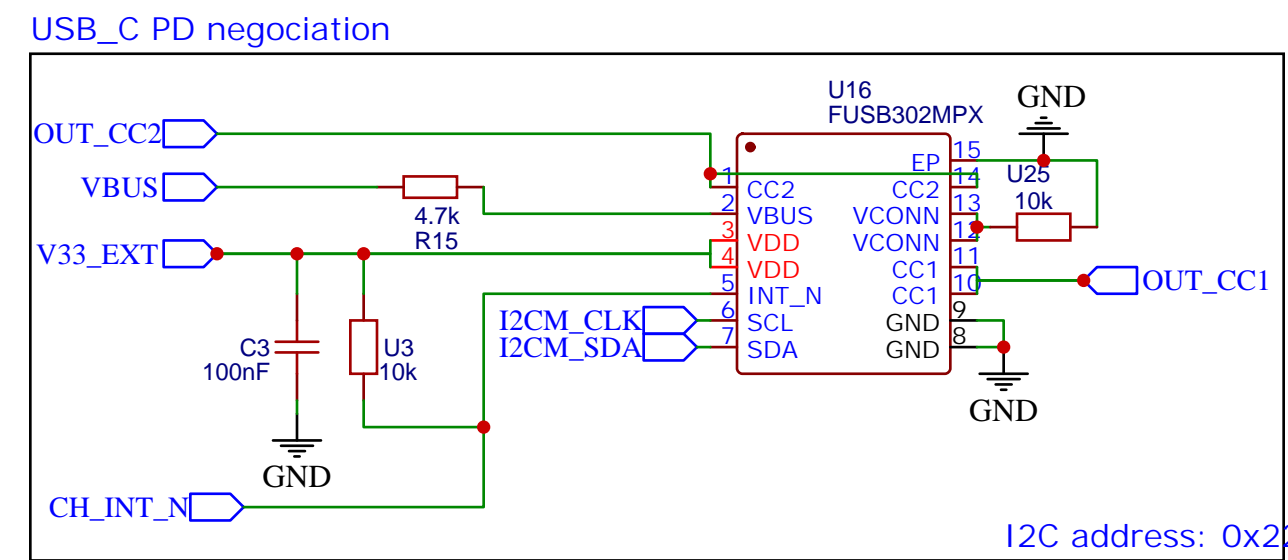 USB_C PD negociation
U16
FUSB302MPX
GND
OUT_CC2
VBUS
4.7k
R15
V33_EXT
C3
100nF
U3
10k
GND
CH_INT_N
I2CM_CLK
I2CM_SDA
1 CC2
2 VBUS
3 VDD
4 VDD
5 INT_N
6 SCL
7 SDA
EP 15
CC2 14
VCONN 13
VCONN 12
CC1 11
CC1 10
GND 9
GND 8
U25
10k
OUT_CC1
GND
I2C address: 0x22